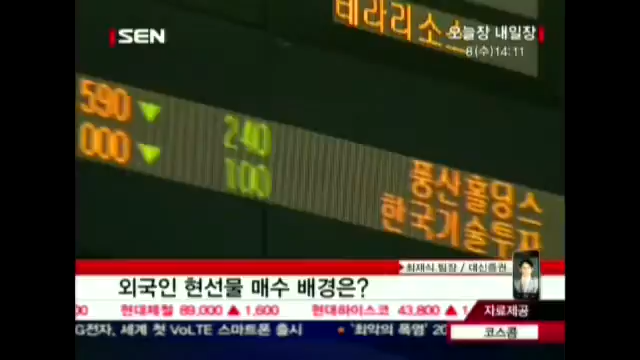 SEN
테라리소스
오늘장 내일장
8(수) 14:11
590 ▼ 240
000 ▼ 100
풍산홀딩스
한국기술투자
최재식 팀장 / 대신증권
외국인 현선물 매수 배경은?
현대제철 89,000 ▲ 1,600 현대하이스코 43,800 ▲ 1
자료제공
G전자, 세계 첫 VoLTE 스마트폰 출시 • '최악의 폭염' 20
코스콤